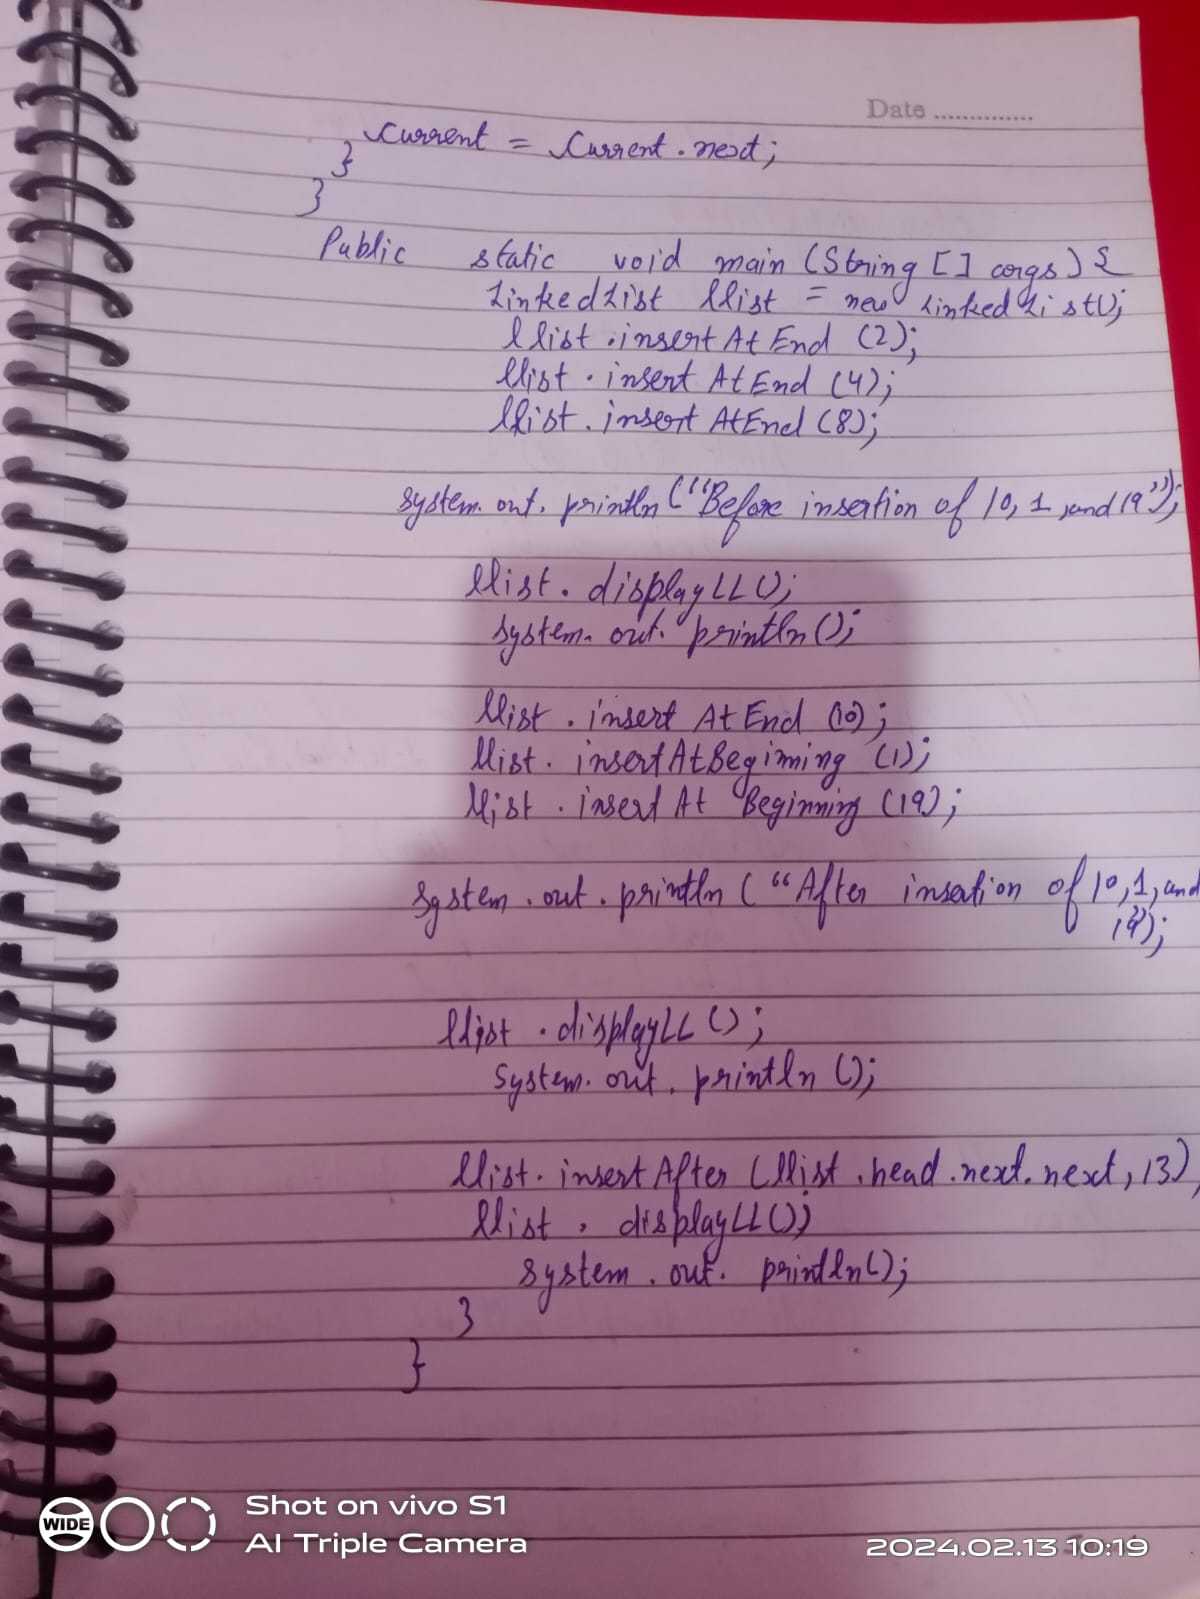 Date ..............
current = current.next;
}
}
Public static void main (String [] args) {
LinkedList llist = new LinkedList();
llist.insertAtEnd (2);
llist.insertAtEnd (4);
llist.insertAtEnd (8);
system.out.println ("Before insertion of 10, 1, and 19");
llist.displayLL();
system.out.println();
llist.insertAtEnd (10);
llist.insertAtBeginning (1);
llist.insertAtBeginning (19);
system.out.println ("After insertion of 10, 1, and
19");
llist.displayLL();
system.out.println();
llist.insertAfter (llist.head.next.next, 13);
llist.displayLL();
system.out.println();
}
}
WIDE
Shot on vivo S1
AI Triple Camera
2024.02.13 10:19